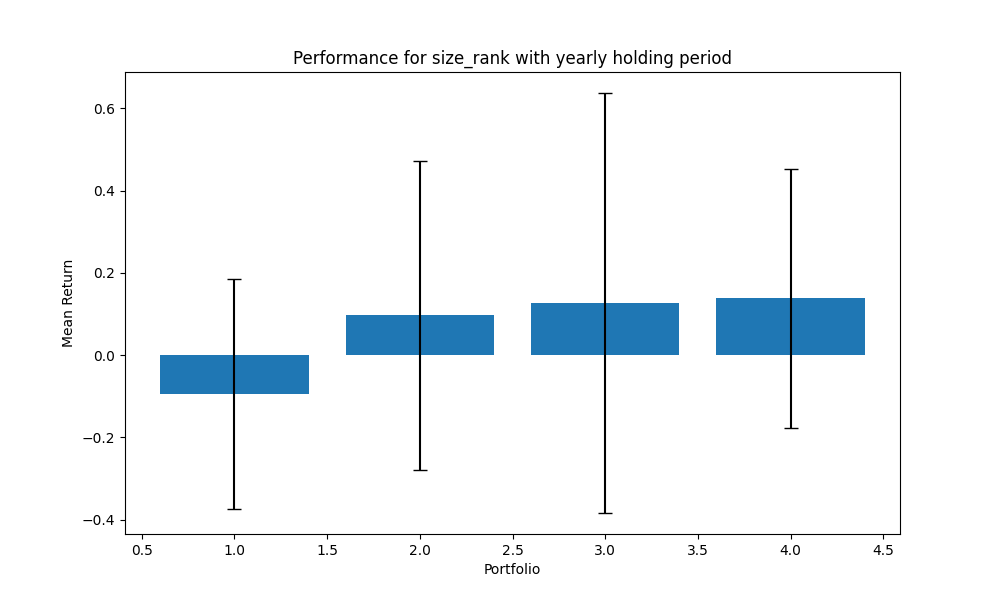 Performance for size_rank with yearly holding period
0.6
0.4
0.2
0.0
−0.2
−0.4
Mean Return
0.5 1.0 1.5 2.0 2.5 3.0 3.5 4.0 4.5
Portfolio